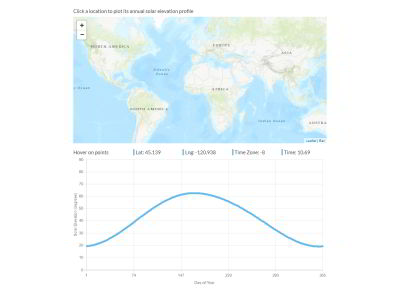 Click a location to plot its annual solar elevation profile
+
−
NORTH AMERICA
EUROPE
ASIA
Atlantic
Ocean
AFRICA
SOUTH AMERICA
Indian Ocean
AUSTRA
Leaflet | Esri
Hover on points
Lat: 45.139
Lng: -120.938
Time Zone: -8
Time: 10.69
80
70
60
50
40
30
20
10
0
Solar Elevation (degrees)
1
74
147
220
293
365
Day of Year